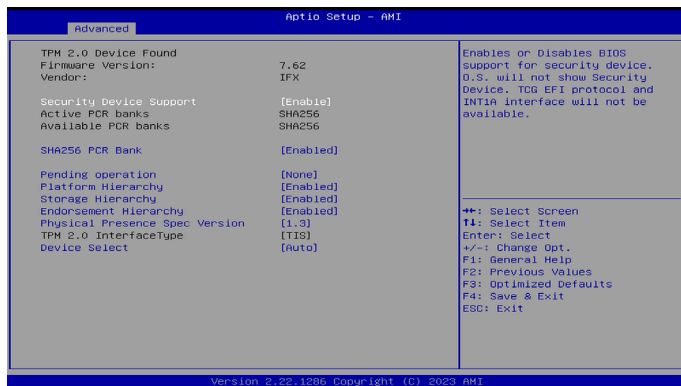 Aptio Setup - AMI
Advanced
TPM 2.0 Device Found
Firmware Version: 7.62
Vendor: IFX
Security Device Support [Enable]
Active PCR banks SHA256
Available PCR banks SHA256
SHA256 PCR Bank [Enabled]
Pending operation [None]
Platform Hierarchy [Enabled]
Storage Hierarchy [Enabled]
Endorsement Hierarchy [Enabled]
Physical Presence Spec Version [1.3]
TPM 2.0 InterfaceType [TIS]
Device Select [Auto]
Enables or Disables BIOS
support for security device.
O.S. will not show Security
Device. TCG EFI protocol and
INT1A interface will not be
available.
→←: Select Screen
↑↓: Select Item
Enter: Select
+/-: Change Opt.
F1: General Help
F2: Previous Values
F3: Optimized Defaults
F4: Save & Exit
ESC: Exit
Version 2.22.1286 Copyright (C) 2023 AMI